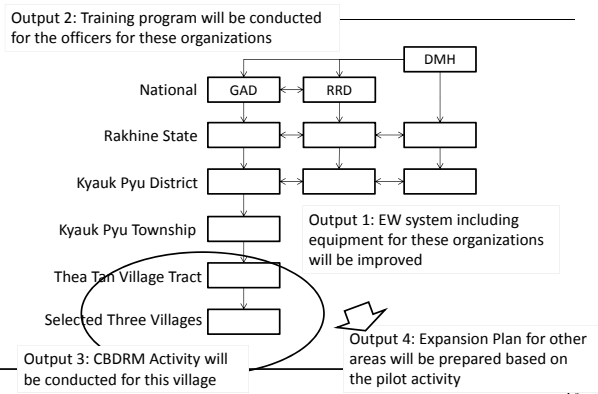 Output 2: Training program will be conducted
for the officers for these organizations
DMH
National
GAD
RRD
Rakhine State
Kyauk Pyu District
Kyauk Pyu Township
Output 1: EW system including
equipment for these organizations
will be improved
Thea Tan Village Tract
Selected Three Villages
Output 3: CBDRM Activity will
be conducted for this village
Output 4: Expansion Plan for other
areas will be prepared based on
the pilot activity